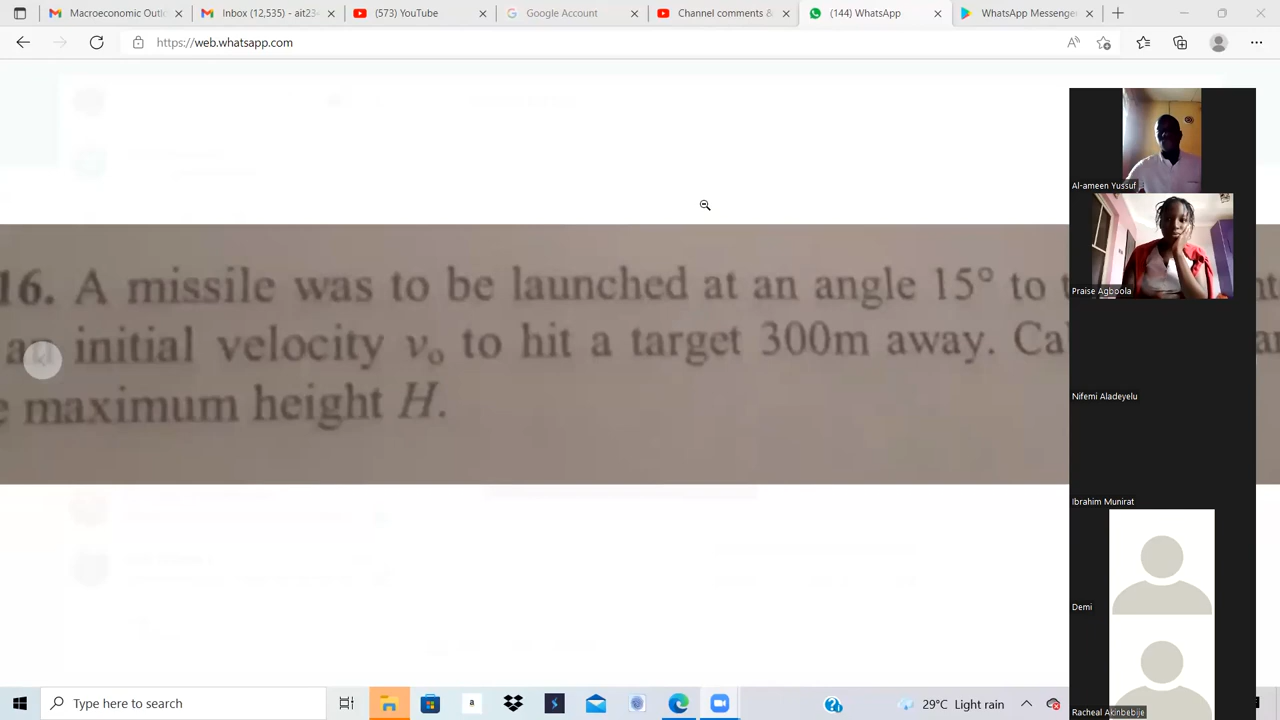 Macroeconomic Outl
Inbox (12,535) - ait23
(573) YouTube
Google Account
Channel comments &
(144) WhatsApp
WhatsApp Messenge
https://web.whatsapp.com
Al-ameen Yussuf
Praise Agboola
16. A missile was to be launched at an angle 15° to
an initial velocity v₀ to hit a target 300m away.
maximum height H.
Nifemi Aladeyelu
Ibrahim Munirat
Demi
Racheal Akinbebije
Type here to search
a
29°C Light rain